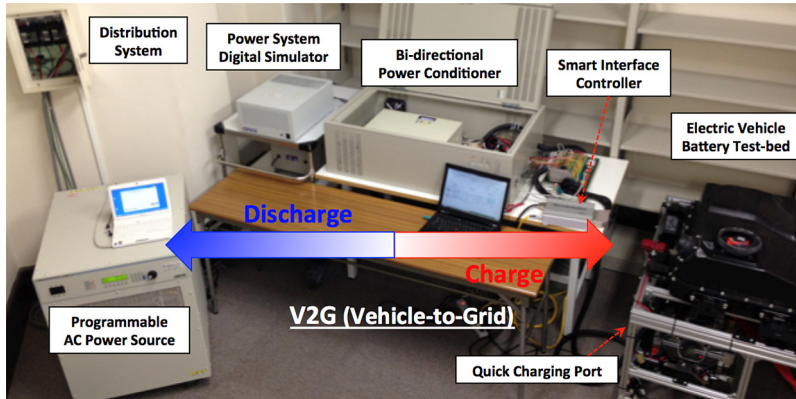 Distribution
System
Power System
Digital Simulator
Bi-directional
Power Conditioner
Smart Interface
Controller
Electric Vehicle
Battery Test-bed
Discharge
Charge
V2G (Vehicle-to-Grid)
Programmable
AC Power Source
Quick Charging Port